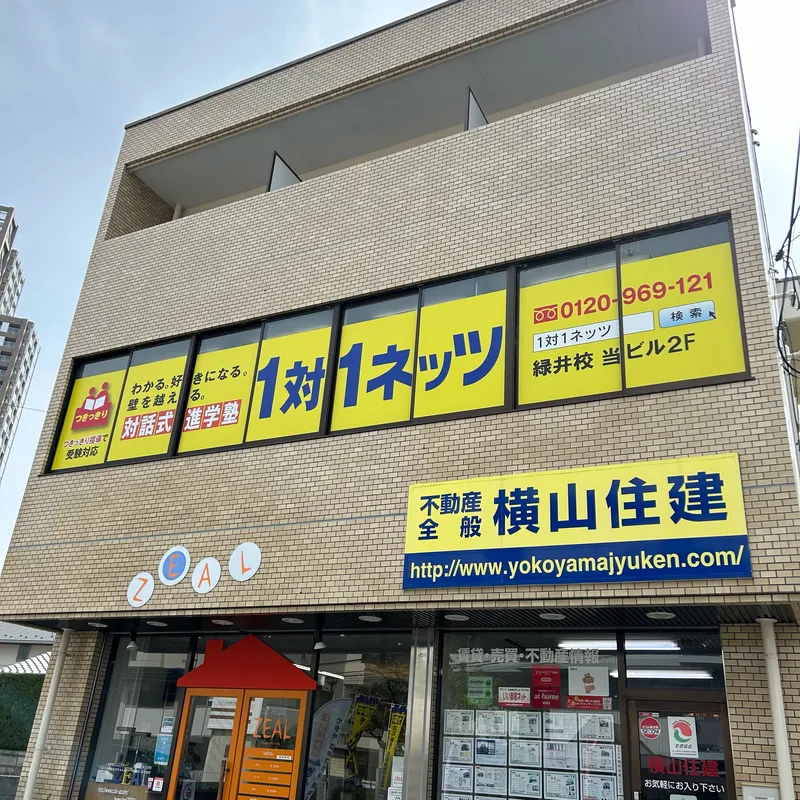 つきっきり
つきっきり指導で
受験対応
わかる。好きになる。
壁を越える。
対話式 進学塾
1対1ネッツ
0120-969-121
1対1ネッツ
検索
緑井校 当ビル2F
不動産
全般
横山住建
http://www.yokoyamajyuken.com/
ZEAL
ZEAL
賃貸・売買・不動産情報
at-home
横山住建
お気軽にお入り下さい